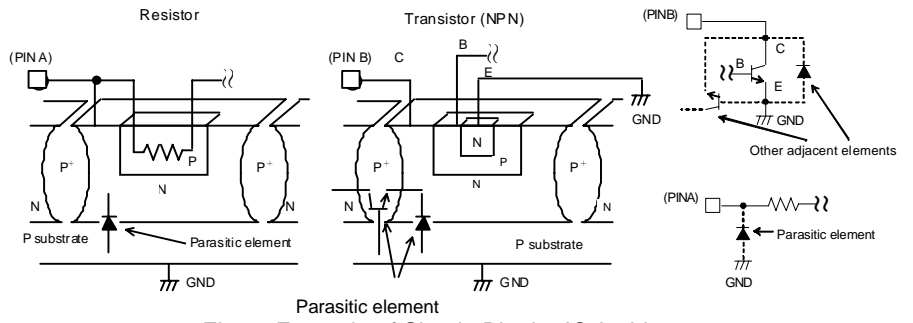 Resistor
Transistor (NPN)
(PINB)
(PIN A)
(PIN B)
C
B
E
GND
C
B
E
GND
Other adjacent elements
N
P
P+
P
P+
N
N
N
P+
N
P
N
P+
N
(PINA)
P substrate
Parasitic element
P substrate
Parasitic element
GND
GND
GND
Parasitic element